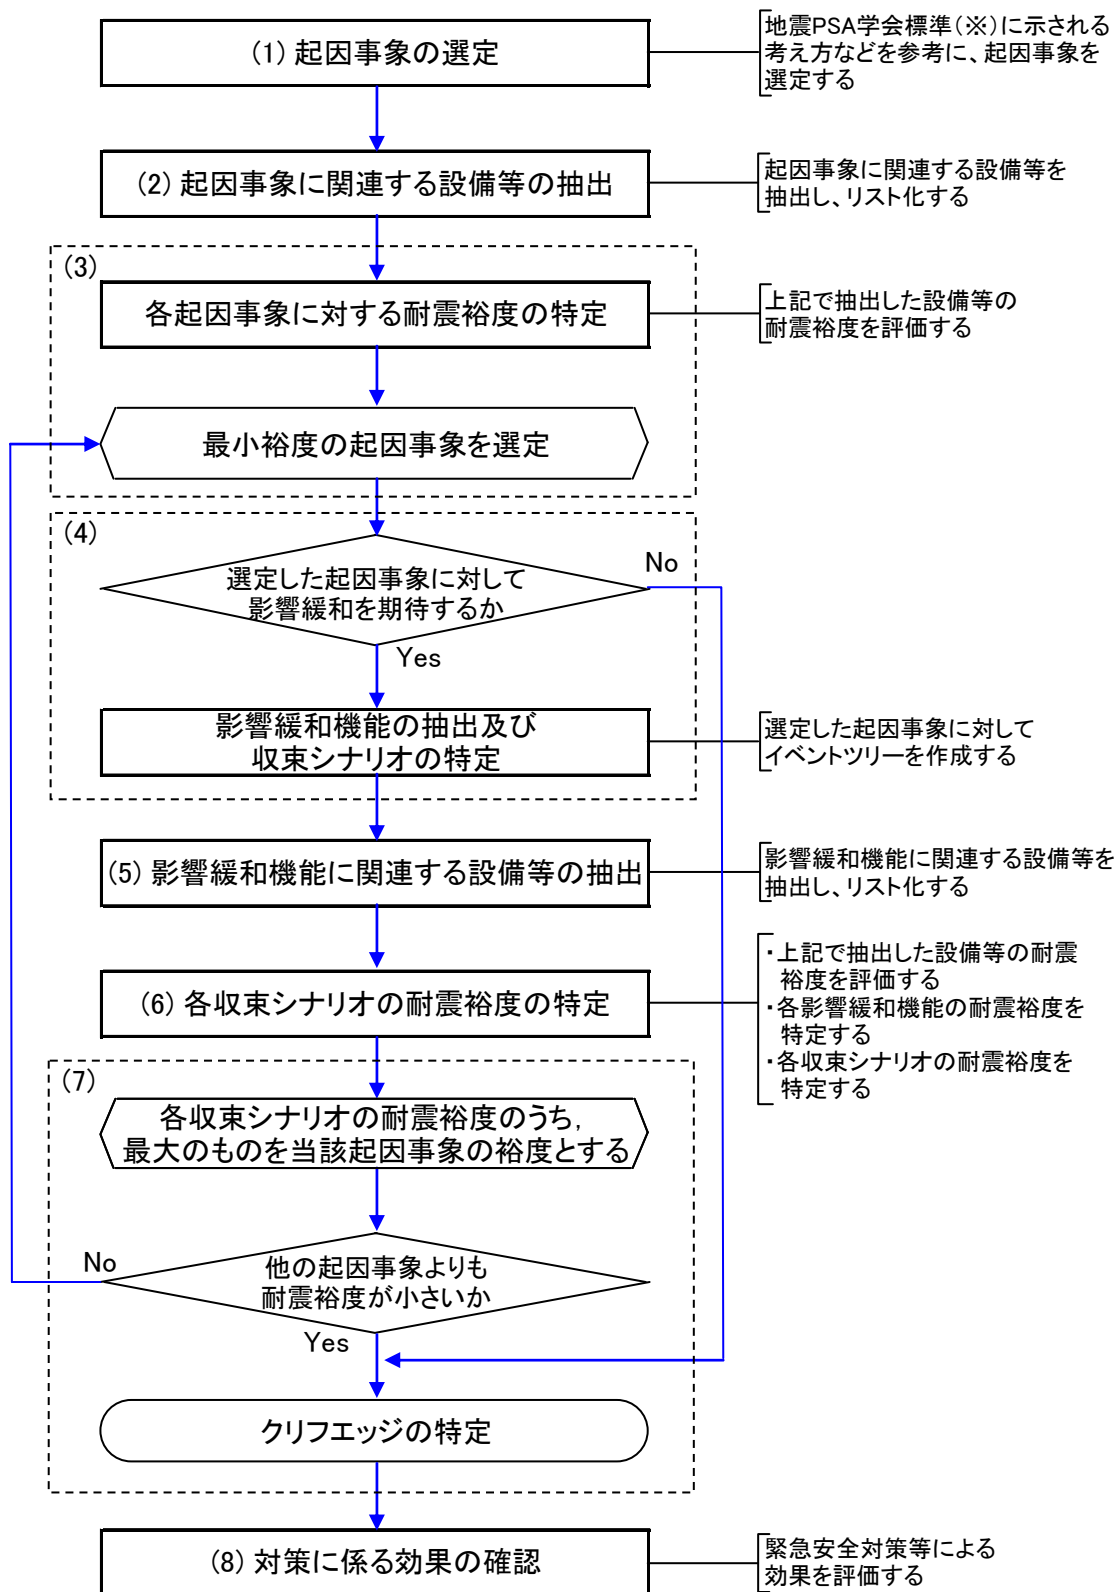 (1) 起因事象の選定
地震PSA学会標準(※)に示される
考え方などを参考に、起因事象を
選定する
(2) 起因事象に関連する設備等の抽出
起因事象に関連する設備等を
抽出し、リスト化する
(3)
各起因事象に対する耐震裕度の特定
上記で抽出した設備等の
耐震裕度を評価する
最小裕度の起因事象を選定
(4)
選定した起因事象に対して
影響緩和を期待するか
No
Yes
影響緩和機能の抽出及び
収束シナリオの特定
選定した起因事象に対して
イベントツリーを作成する
(5) 影響緩和機能に関連する設備等の抽出
影響緩和機能に関連する設備等を
抽出し、リスト化する
(6) 各収束シナリオの耐震裕度の特定
・上記で抽出した設備等の耐震
裕度を評価する
・各影響緩和機能の耐震裕度を
特定する
・各収束シナリオの耐震裕度を
特定する
(7)
各収束シナリオの耐震裕度のうち,
最大のものを当該起因事象の裕度とする
他の起因事象よりも
耐震裕度が小さいか
No
Yes
クリフエッジの特定
(8) 対策に係る効果の確認
緊急安全対策等による
効果を評価する